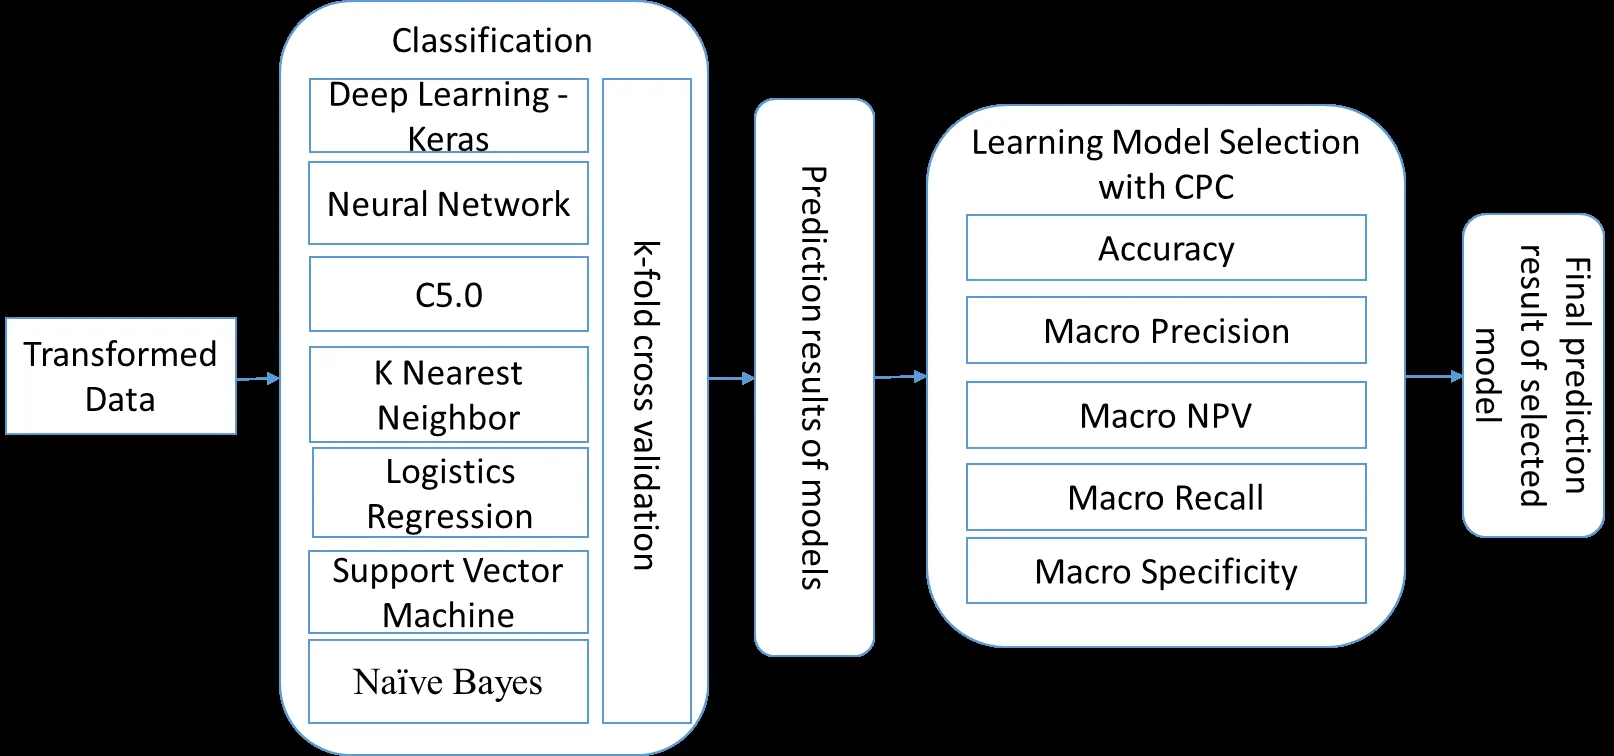 Classification
Deep Learning -
Keras
Neural Network
C5.0
K Nearest
Neighbor
Logistics
Regression
Support Vector
Machine
Naïve Bayes
k-fold cross validation
Transformed
Data
Prediction results of models
Learning Model Selection
with CPC
Accuracy
Macro Precision
Macro NPV
Macro Recall
Macro Specificity
Final prediction
result of selected
model